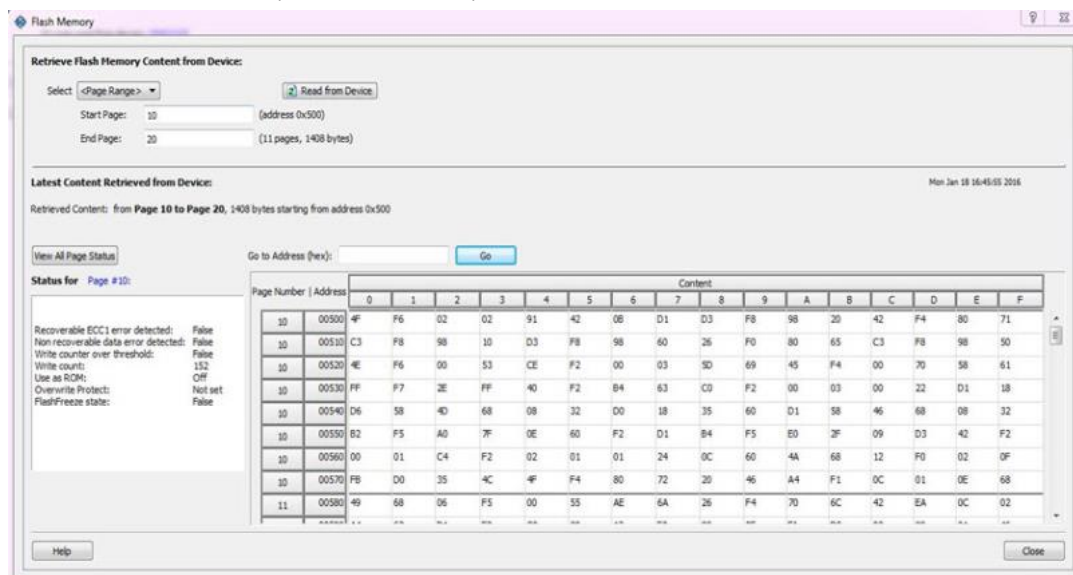 Flash Memory
Retrieve Flash Memory Content from Device:
Select <Page Range> Read from Device
Start Page: 10 (address 0x500)
End Page: 20 (11 pages, 1408 bytes)
Latest Content Retrieved from Device: Mon Jan 18 16:45:55 2016
Retrieved Content: from Page 10 to Page 20, 1408 bytes starting from address 0x500
View All Page Status Go to Address (hex): Go
Status for Page #10:
Recoverable ECC1 error detected: False
Non recoverable data error detected: False
Write counter over threshold: False
Write count: 152
Use as ROM: Off
Overwrite Protect: Not set
FlashFreeze state: False
Page Number | Address Content
0 1 2 3 4 5 6 7 8 9 A B C D E F
10 00500 4F F6 02 02 91 42 0B D1 D3 F8 98 20 42 F4 80 71
10 00510 C3 F8 98 10 D3 F8 98 60 26 F0 80 65 C3 F8 98 50
10 00520 4E F6 00 53 CE F2 00 03 5D 69 45 F4 00 70 58 61
10 00530 FF F7 2E FF 40 F2 B4 63 C0 F2 00 03 00 22 D1 18
10 00540 D6 58 4D 68 08 32 D0 18 35 60 D1 58 46 68 08 32
10 00550 B2 F5 A0 7F 0E 60 F2 D1 B4 F5 E0 2F 09 D3 42 F2
10 00560 00 01 C4 F2 02 01 01 24 0C 60 4A 68 12 F0 02 0F
10 00570 FB D0 35 4C 4F F4 80 72 20 46 A4 F1 0C 01 0E 68
11 00580 49 68 06 F5 00 55 AE 6A 26 F4 70 6C 42 EA 0C 02
Help Close